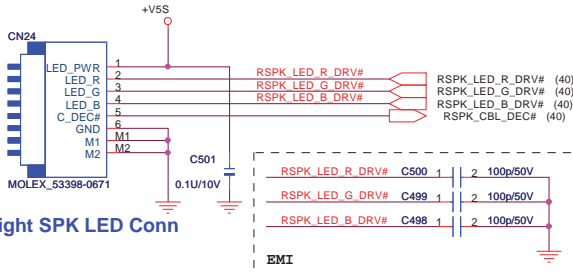 +V5S
CN24
LED_PWR 1
LED_R 2 RSPK_LED_R_DRV# RSPK_LED_R_DRV# (40)
LED_G 3 RSPK_LED_G_DRV# RSPK_LED_G_DRV# (40)
LED_B 4 RSPK_LED_B_DRV# RSPK_LED_B_DRV# (40)
C_DEC# 5 RSPK_CBL_DEC# (40)
GND 6
M1 M1
M2 M2
MOLEX_53398-0671
C501
0.1U/10V
RSPK_LED_R_DRV# C500 1 2 100p/50V
RSPK_LED_G_DRV# C499 1 2 100p/50V
RSPK_LED_B_DRV# C498 1 2 100p/50V
ight SPK LED Conn
EMI